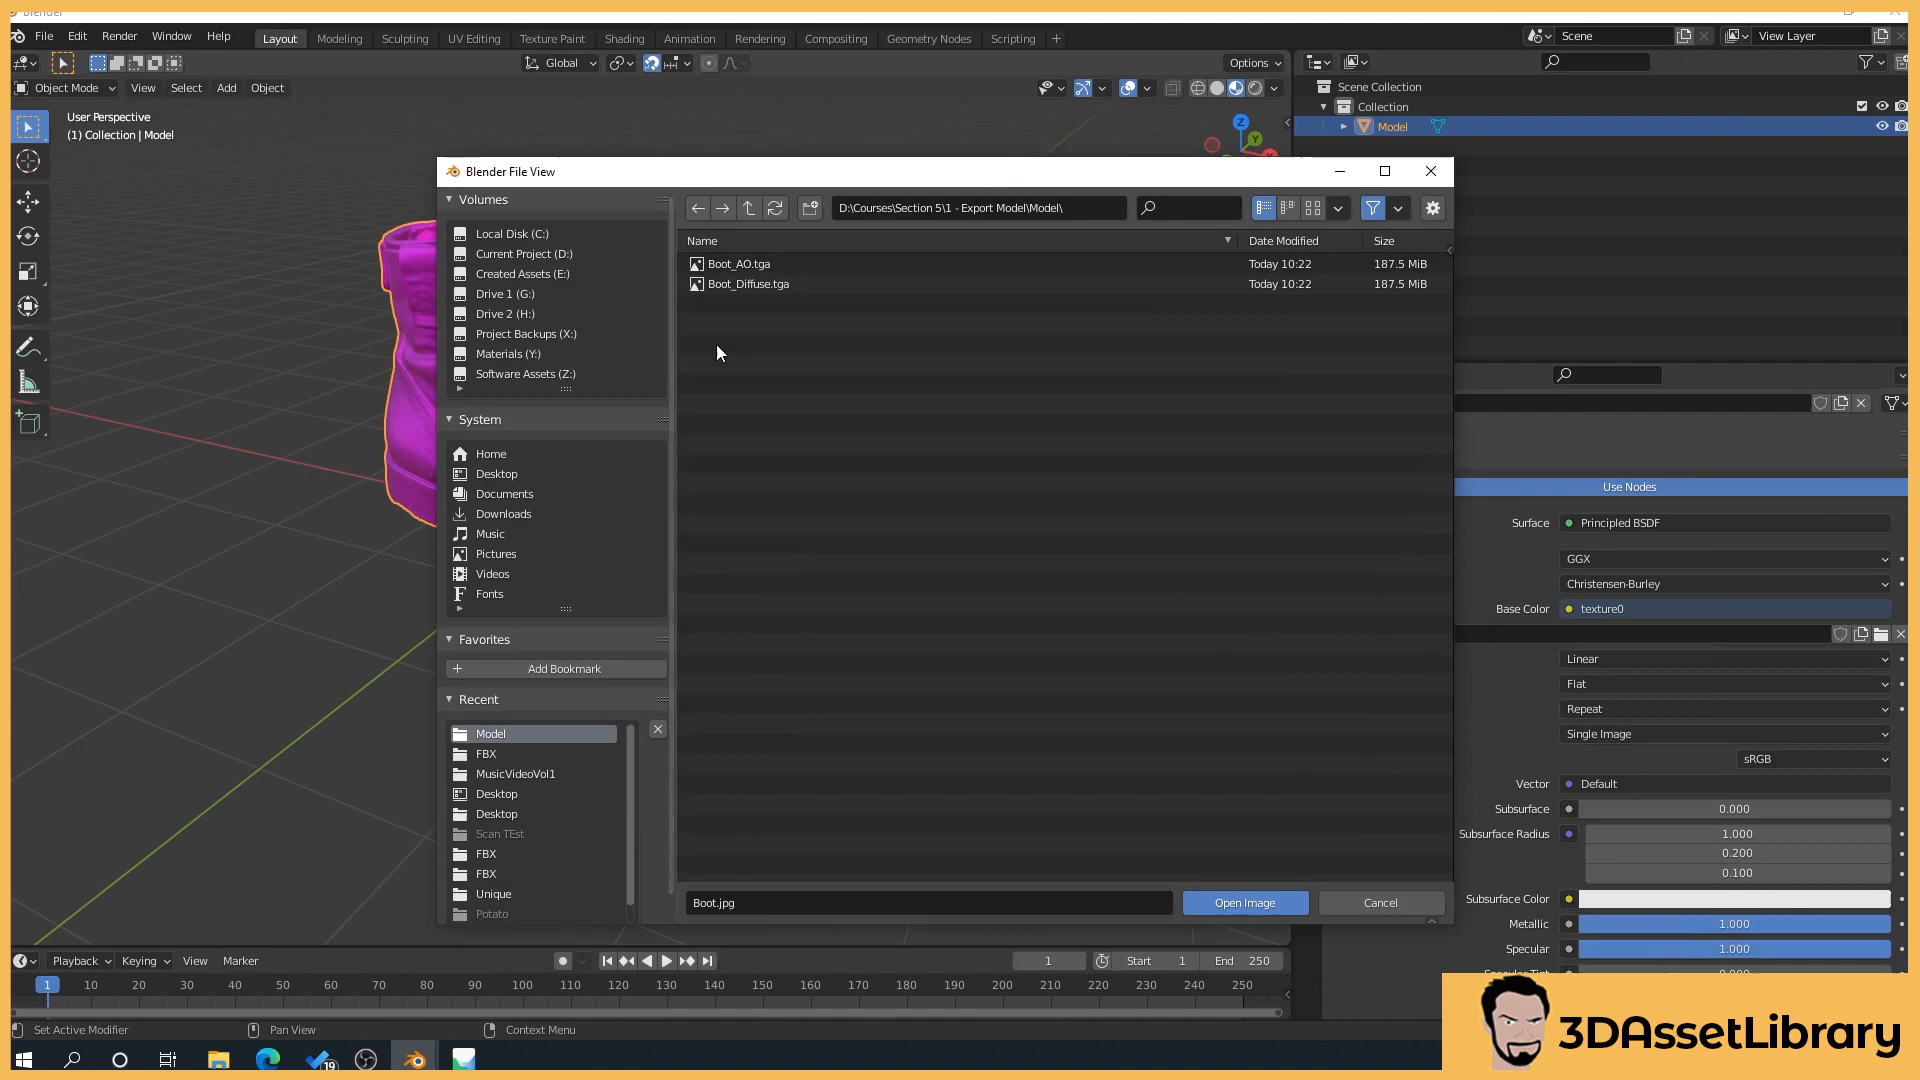 Blender
File Edit Render Window Help Layout Modeling Sculpting UV Editing Texture Paint Shading Animation Rendering Compositing Geometry Nodes Scripting + Scene View Layer
Global Options
Object Mode View Select Add Object
User Perspective
(1) Collection | Model
Z
Y
Scene Collection
Collection
Model
Blender File View
Volumes
Local Disk (C:)
Current Project (D:)
Created Assets (E:)
Drive 1 (G:)
Drive 2 (H:)
Project Backups (X:)
Materials (Y:)
Software Assets (Z:)
System
Home
Desktop
Documents
Downloads
Music
Pictures
Videos
Fonts
Favorites
Add Bookmark
Recent
Model
FBX
MusicVideoVol1
Desktop
Desktop
Scan TEst
FBX
FBX
Unique
Potato
D:\Courses\Section 5\1 - Export Model\Model\
Name Date Modified Size
Boot_AO.tga Today 10:22 187.5 MiB
Boot_Diffuse.tga Today 10:22 187.5 MiB
Boot.jpg Open Image Cancel
Use Nodes
Surface Principled BSDF
GGX
Christensen-Burley
Base Color texture0
Linear
Flat
Repeat
Single Image
sRGB
Vector Default
Subsurface 0.000
Subsurface Radius 1.000
0.200
0.100
Subsurface Color
Metallic 1.000
Specular 1.000
Playback Keying View Marker 1 Start 1 End 250
1 10 20 30 40 50 60 70 80 90 100 110 120 130 140 150 160 170 180 190 200 210 220 230 240 250
Set Active Modifier Pan View Context Menu
19
3DAssetLibrary